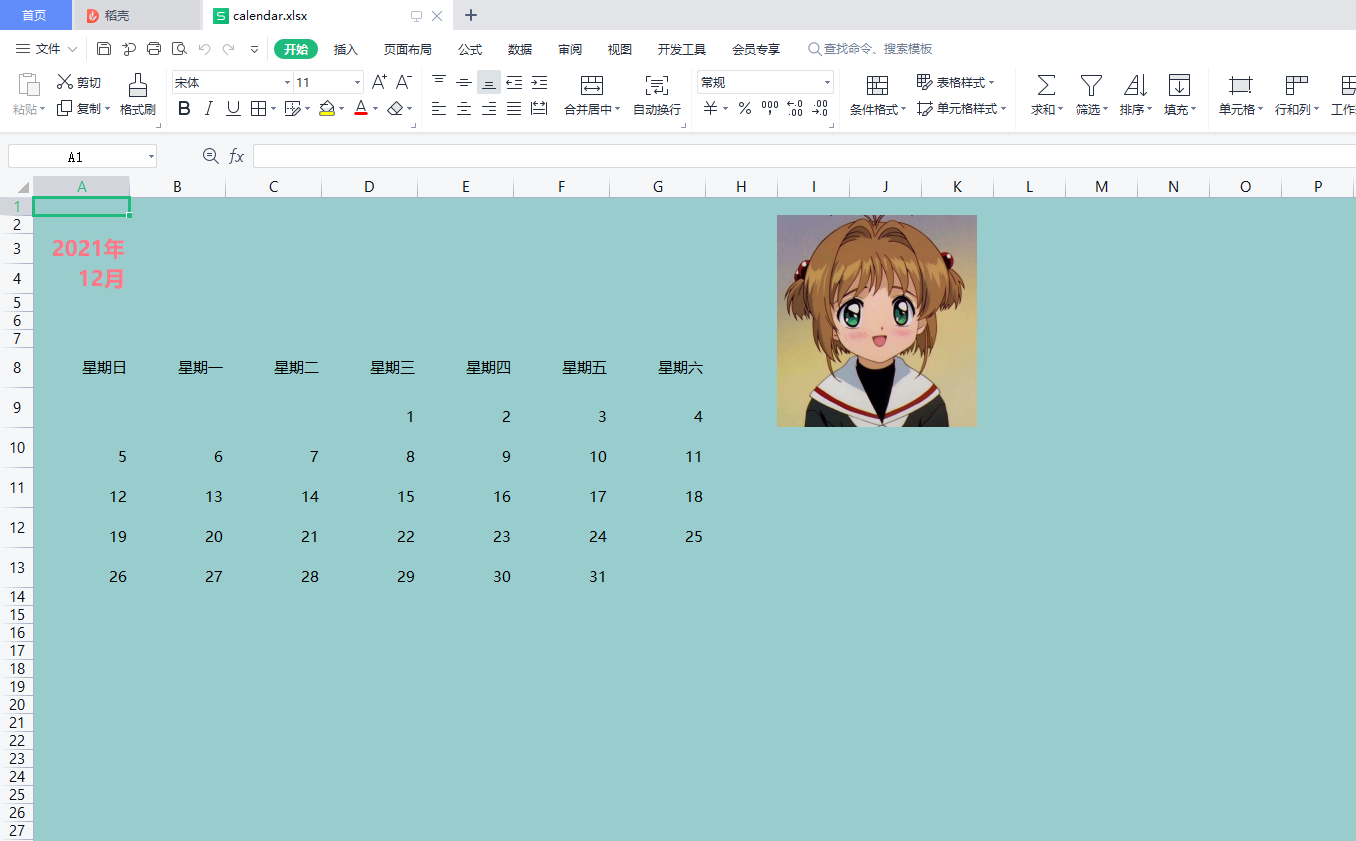 首页 稻壳 calendar.xlsx
文件 开始 插入 页面布局 公式 数据 审阅 视图 开发工具 会员专享 查找命令、搜索模板
剪切 宋体 11 常规 表格样式
粘贴 复制 格式刷 B I U A 合并居中 自动换行 ¥ % 条件格式 单元格样式 求和 筛选 排序 填充 单元格 行和列 工作
A1 fx
A B C D E F G H I J K L M N O P
1
2
3 2021年
4 12月
5
6
7
8 星期日 星期一 星期二 星期三 星期四 星期五 星期六
9 1 2 3 4
10 5 6 7 8 9 10 11
11 12 13 14 15 16 17 18
12 19 20 21 22 23 24 25
13 26 27 28 29 30 31
14
15
16
17
18
19
20
21
22
23
24
25
26
27